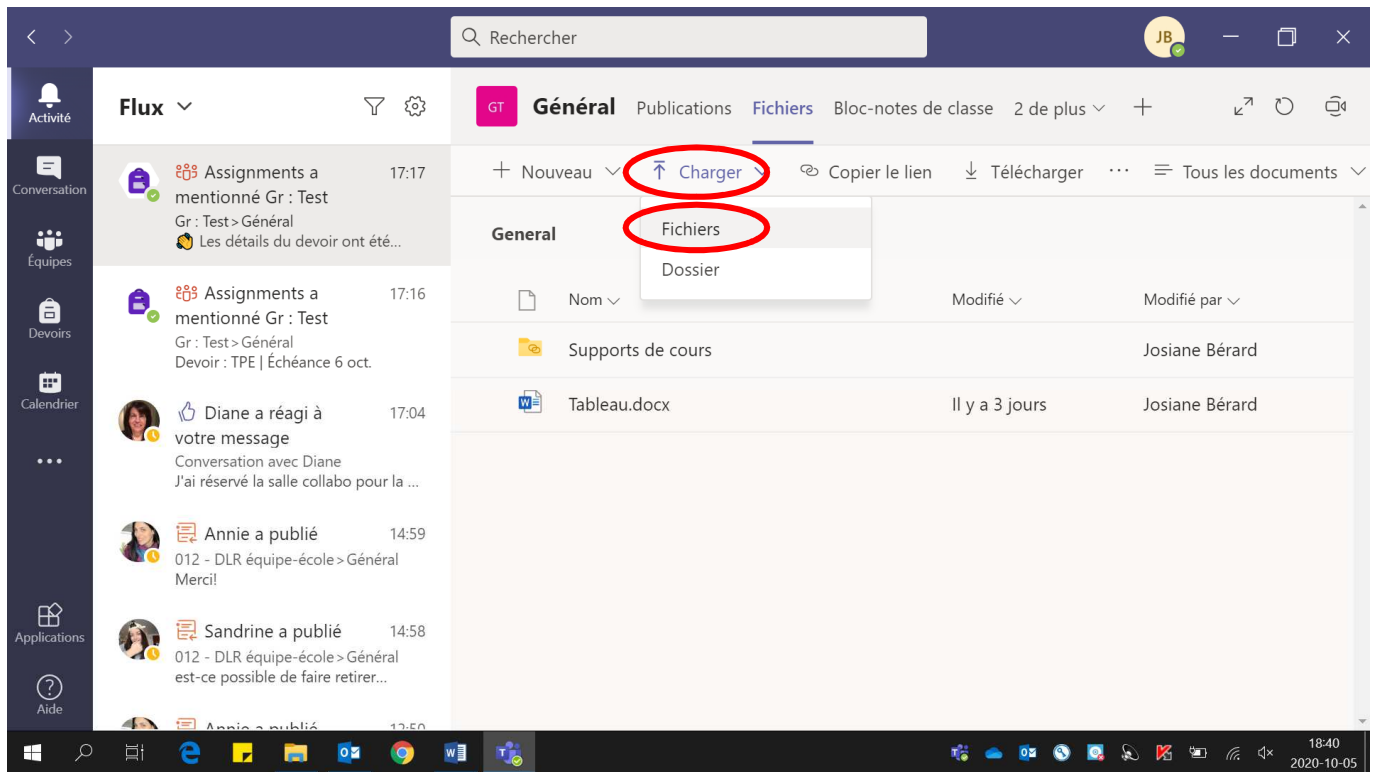 Rechercher
JB
Activité
Conversation
Équipes
Devoirs
Calendrier
Applications
Aide
Flux
Assignments a 17:17
mentionné Gr : Test
Gr : Test > Général
Les détails du devoir ont été...
Assignments a 17:16
mentionné Gr : Test
Gr : Test > Général
Devoir : TPE | Échéance 6 oct.
Diane a réagi à 17:04
votre message
Conversation avec Diane
J'ai réservé la salle collabo pour la ...
Annie a publié 14:59
012 - DLR équipe-école > Général
Merci!
Sandrine a publié 14:58
012 - DLR équipe-école > Général
est-ce possible de faire retirer...
Annie a publié 12:50
GT Général Publications Fichiers Bloc-notes de classe 2 de plus
Nouveau Charger Copier le lien Télécharger ... Tous les documents
Fichiers
Dossier
General
Nom Modifié Modifié par
Supports de cours Josiane Bérard
Tableau.docx Il y a 3 jours Josiane Bérard
18:40
2020-10-05